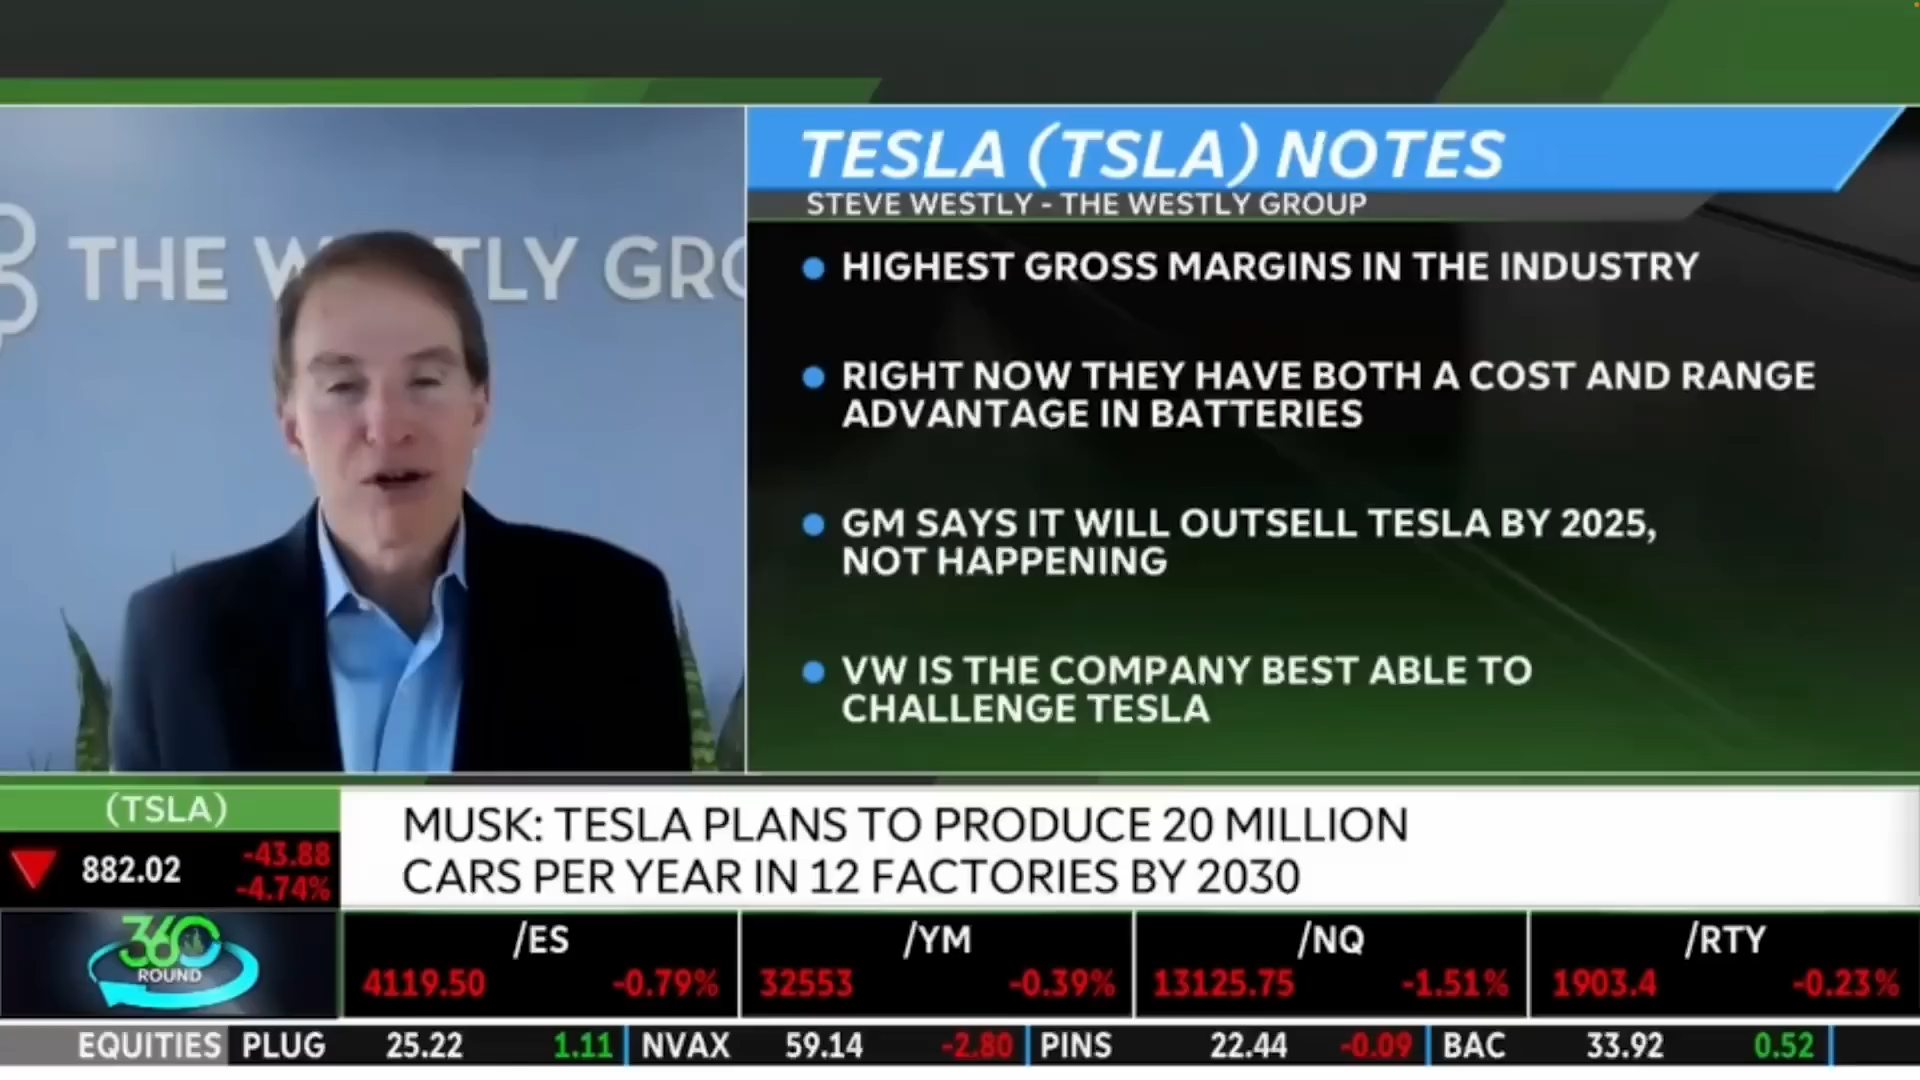 TESLA (TSLA) NOTES
STEVE WESTLY - THE WESTLY GROUP
THE W TLY GRO
HIGHEST GROSS MARGINS IN THE INDUSTRY
RIGHT NOW THEY HAVE BOTH A COST AND RANGE
ADVANTAGE IN BATTERIES
GM SAYS IT WILL OUTSELL TESLA BY 2025,
NOT HAPPENING
VW IS THE COMPANY BEST ABLE TO
CHALLENGE TESLA
(TSLA)
882.02
-43.88
-4.74%
MUSK: TESLA PLANS TO PRODUCE 20 MILLION
CARS PER YEAR IN 12 FACTORIES BY 2030
360
ROUND
/ES
4119.50 -0.79%
/YM
32553 -0.39%
/NQ
13125.75 -1.51%
/RTY
1903.4 -0.23%
EQUITIES PLUG 25.22 1.11 NVAX 59.14 -2.80 PINS 22.44 -0.09 BAC 33.92 0.52